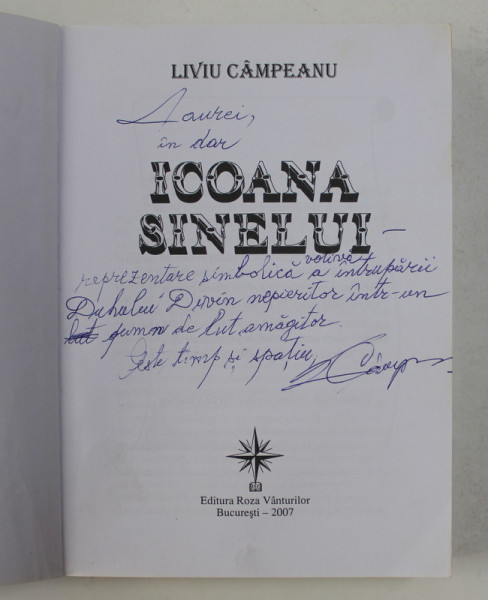 LIVIU CÂMPEANU
Laurei,
în dar
ICOANA
SINELUI –
reprezentare simbolică a întrupării
Duhului Divin nepieritor într-un
de lut amăgitor.
Peste timp și spațiu,
Editura Roza Vânturilor
București – 2007